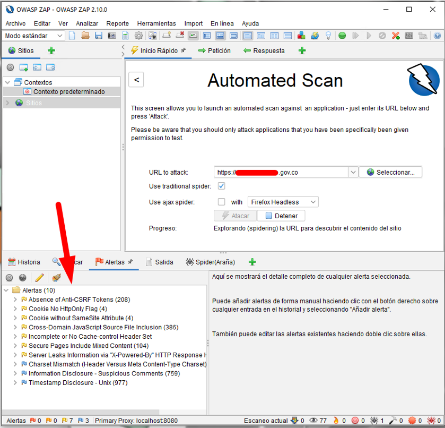 OWASP ZAP - OWASP ZAP 2.10.0
Archivo Editar Ver Analizar Reporte Herramientas Import En línea Ayuda
Modo estándar
Sitios
Inicio Rápido Petición Respuesta
Contextos
Contexto predeterminado
Sitios
<
Automated Scan
This screen allows you to launch an automated scan against an application - just enter its URL below and
press 'Attack'.
Please be aware that you should only attack applications that you have been specifically been given
permission to test.
URL to attack: https:// .gov.co Seleccionar...
Use traditional spider:
Use ajax spider: with Firefox Headless
Atacar Detener
Progreso: Explorando (spidering) la URL para descubrir el contenido del sitio
Historia car Alertas Salida Spider(Araña)
Alertas (10)
Absence of Anti-CSRF Tokens (208)
Cookie No HttpOnly Flag (4)
Cookie without SameSite Attribute (4)
Cross-Domain JavaScript Source File Inclusion (386)
Incomplete or No Cache-control Header Set
Secure Pages Include Mixed Content (104)
Server Leaks Information via "X-Powered-By" HTTP Response H
Charset Mismatch (Header Versus Meta Content-Type Charset)
Information Disclosure - Suspicious Comments (759)
Timestamp Disclosure - Unix (977)
Aquí se mostrará el detalle completo de cualquier alerta seleccionada.
Puede añadir alertas de forma manual haciendo clic con el botón derecho sobre
cualquier entrada en el historial y seleccionando "Añadir alerta".
También puede editar las alertas existentes haciendo doble clic sobre ellas.
Alertas 0 0 7 3 Primary Proxy: localhost:8080 Escaneo actual 0 77 0 0 1 0 0 0